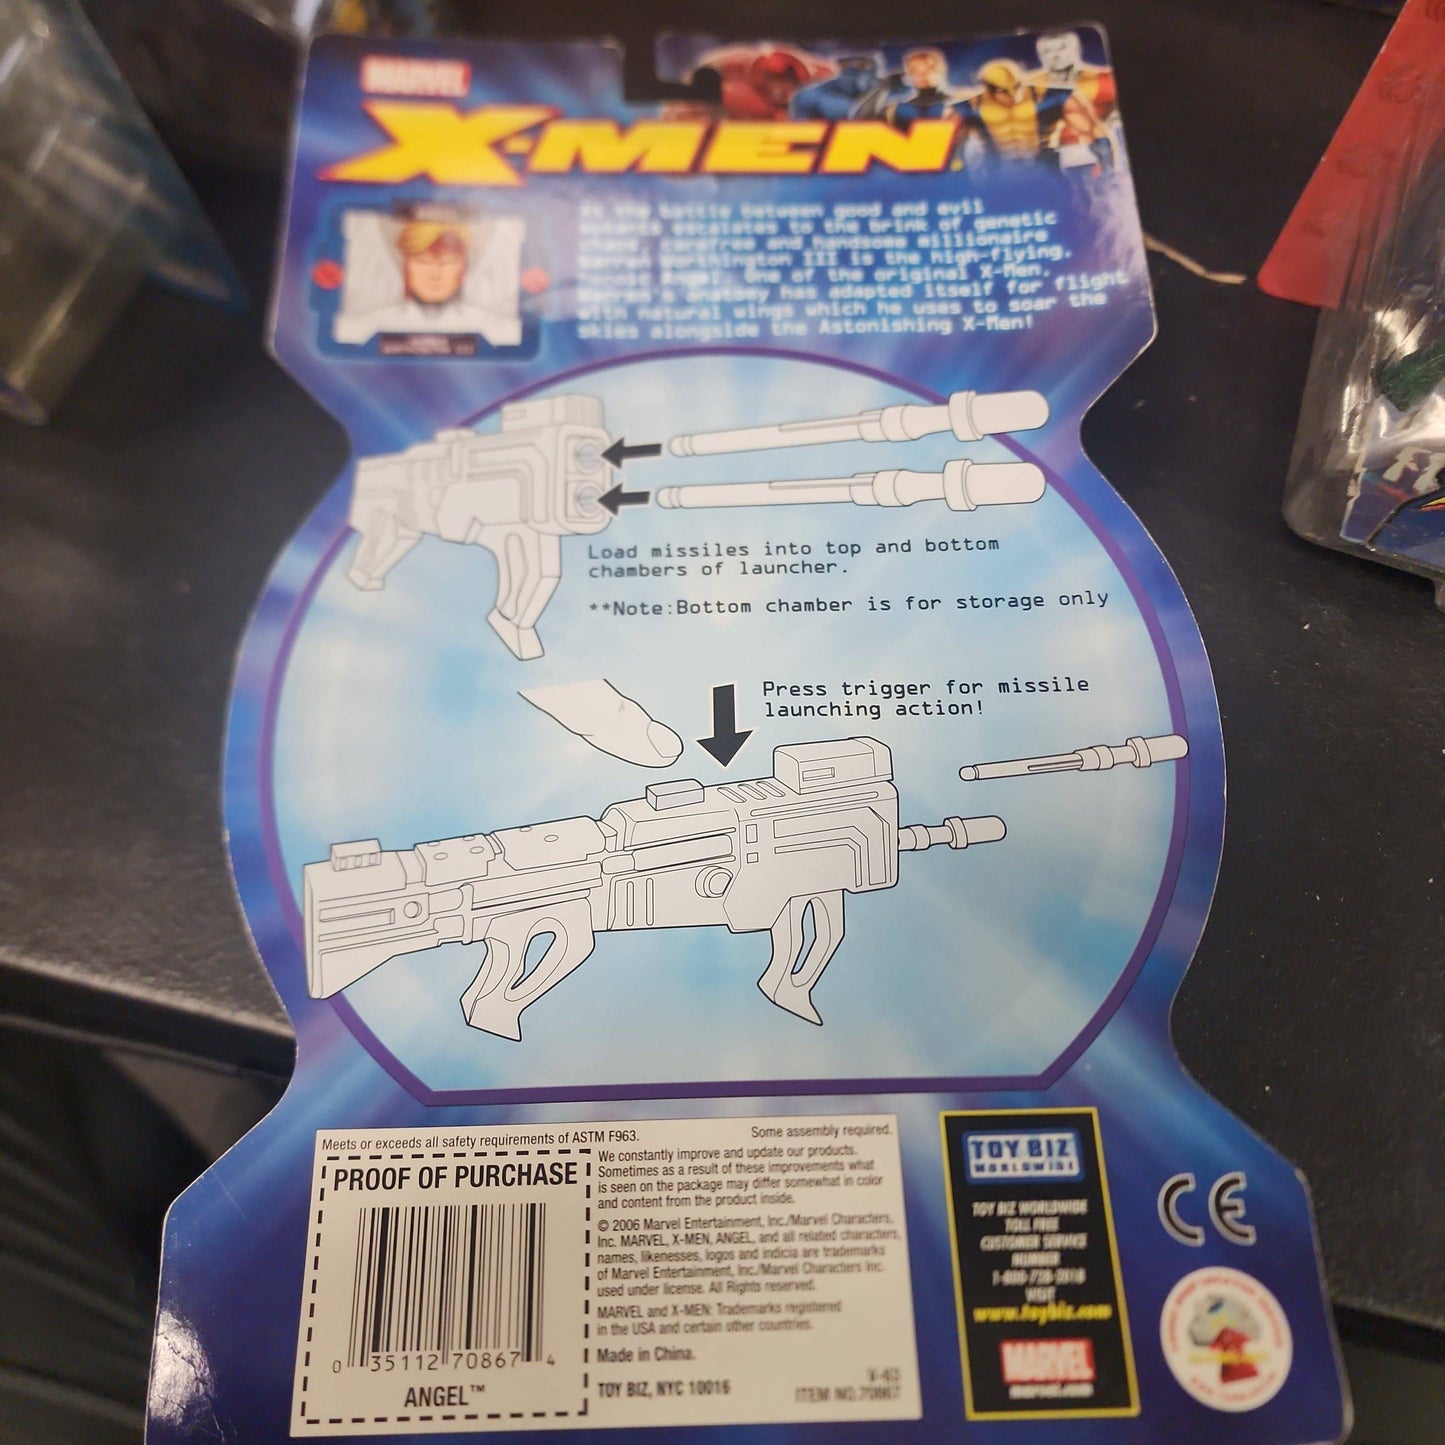 MARVEL
X-MEN
In the battle between good and evil
mutants escalates to the brink of genetic
chaos, carefree and handsome millionaire
Warren Worthington III is the high-flying,
heroic Angel. One of the original X-Men,
Warren's anatomy has adapted itself for flight
with natural wings which he uses to soar the
skies alongside the Astonishing X-Men!
Load missiles into top and bottom
chambers of launcher.
**Note:Bottom chamber is for storage only
Press trigger for missile
launching action!
Meets or exceeds all safety requirements of ASTM F963.
Some assembly required.
PROOF OF PURCHASE
0 35112 70867 4
ANGEL™
We constantly improve and update our products.
Sometimes as a result of these improvements what
is seen on the package may differ somewhat in color
and content from the product inside.
© 2006 Marvel Entertainment, Inc./Marvel Characters,
Inc. MARVEL, X-MEN, ANGEL, and all related characters,
names, likenesses, logos and indicia are trademarks
of Marvel Entertainment, Inc./Marvel Characters Inc.
used under license. All Rights reserved.
MARVEL and X-MEN: Trademarks registered
in the USA and certain other countries.
Made in China.
TOY BIZ, NYC 10016
ITEM NO. 70867
TOY BIZ
WORLDWIDE
TOY BIZ WORLDWIDE
TOLL FREE
CUSTOMER SERVICE
NUMBER
VISIT
www.toybiz.com
MARVEL
marvel.com
CE